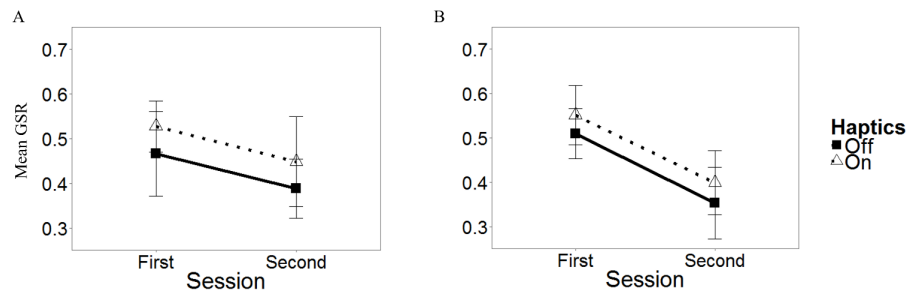 A
Mean GSR
0.7
0.6
0.5
0.4
0.3
First
Second
Session
B
0.7
0.6
0.5
0.4
0.3
First
Second
Session
Haptics
Off
On